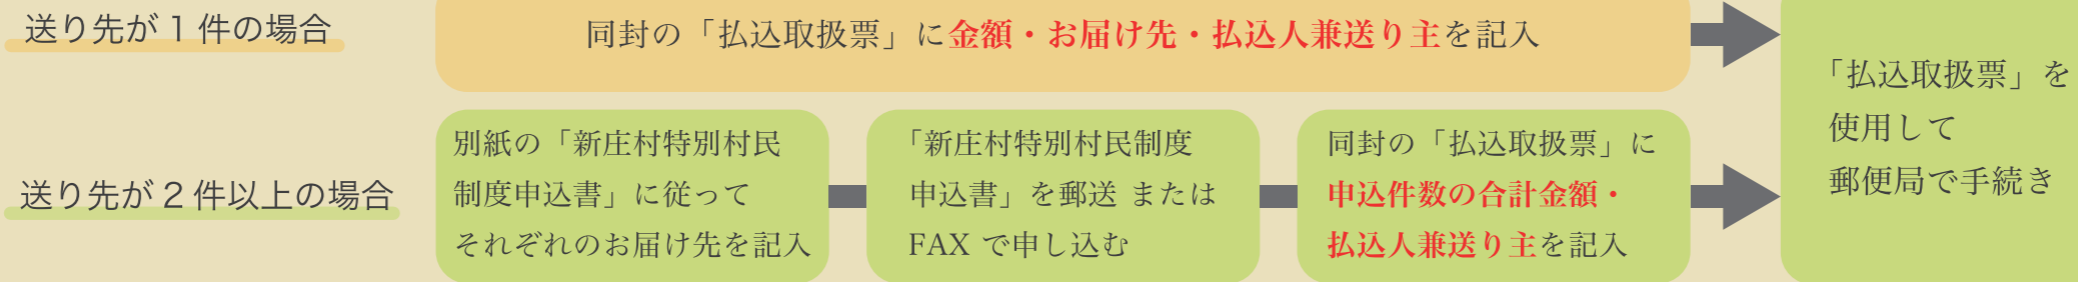 送り先が1件の場合
同封の「払込取扱票」に金額・お届け先・払込人兼送り主を記入
送り先が2件以上の場合
別紙の「新庄村特別村民
制度申込書」に従って
それぞれのお届け先を記入
「新庄村特別村民制度
申込書」を郵送 または
FAX で申し込む
同封の「払込取扱票」に
申込件数の合計金額・
払込人兼送り主を記入
「払込取扱票」を
使用して
郵便局で手続き